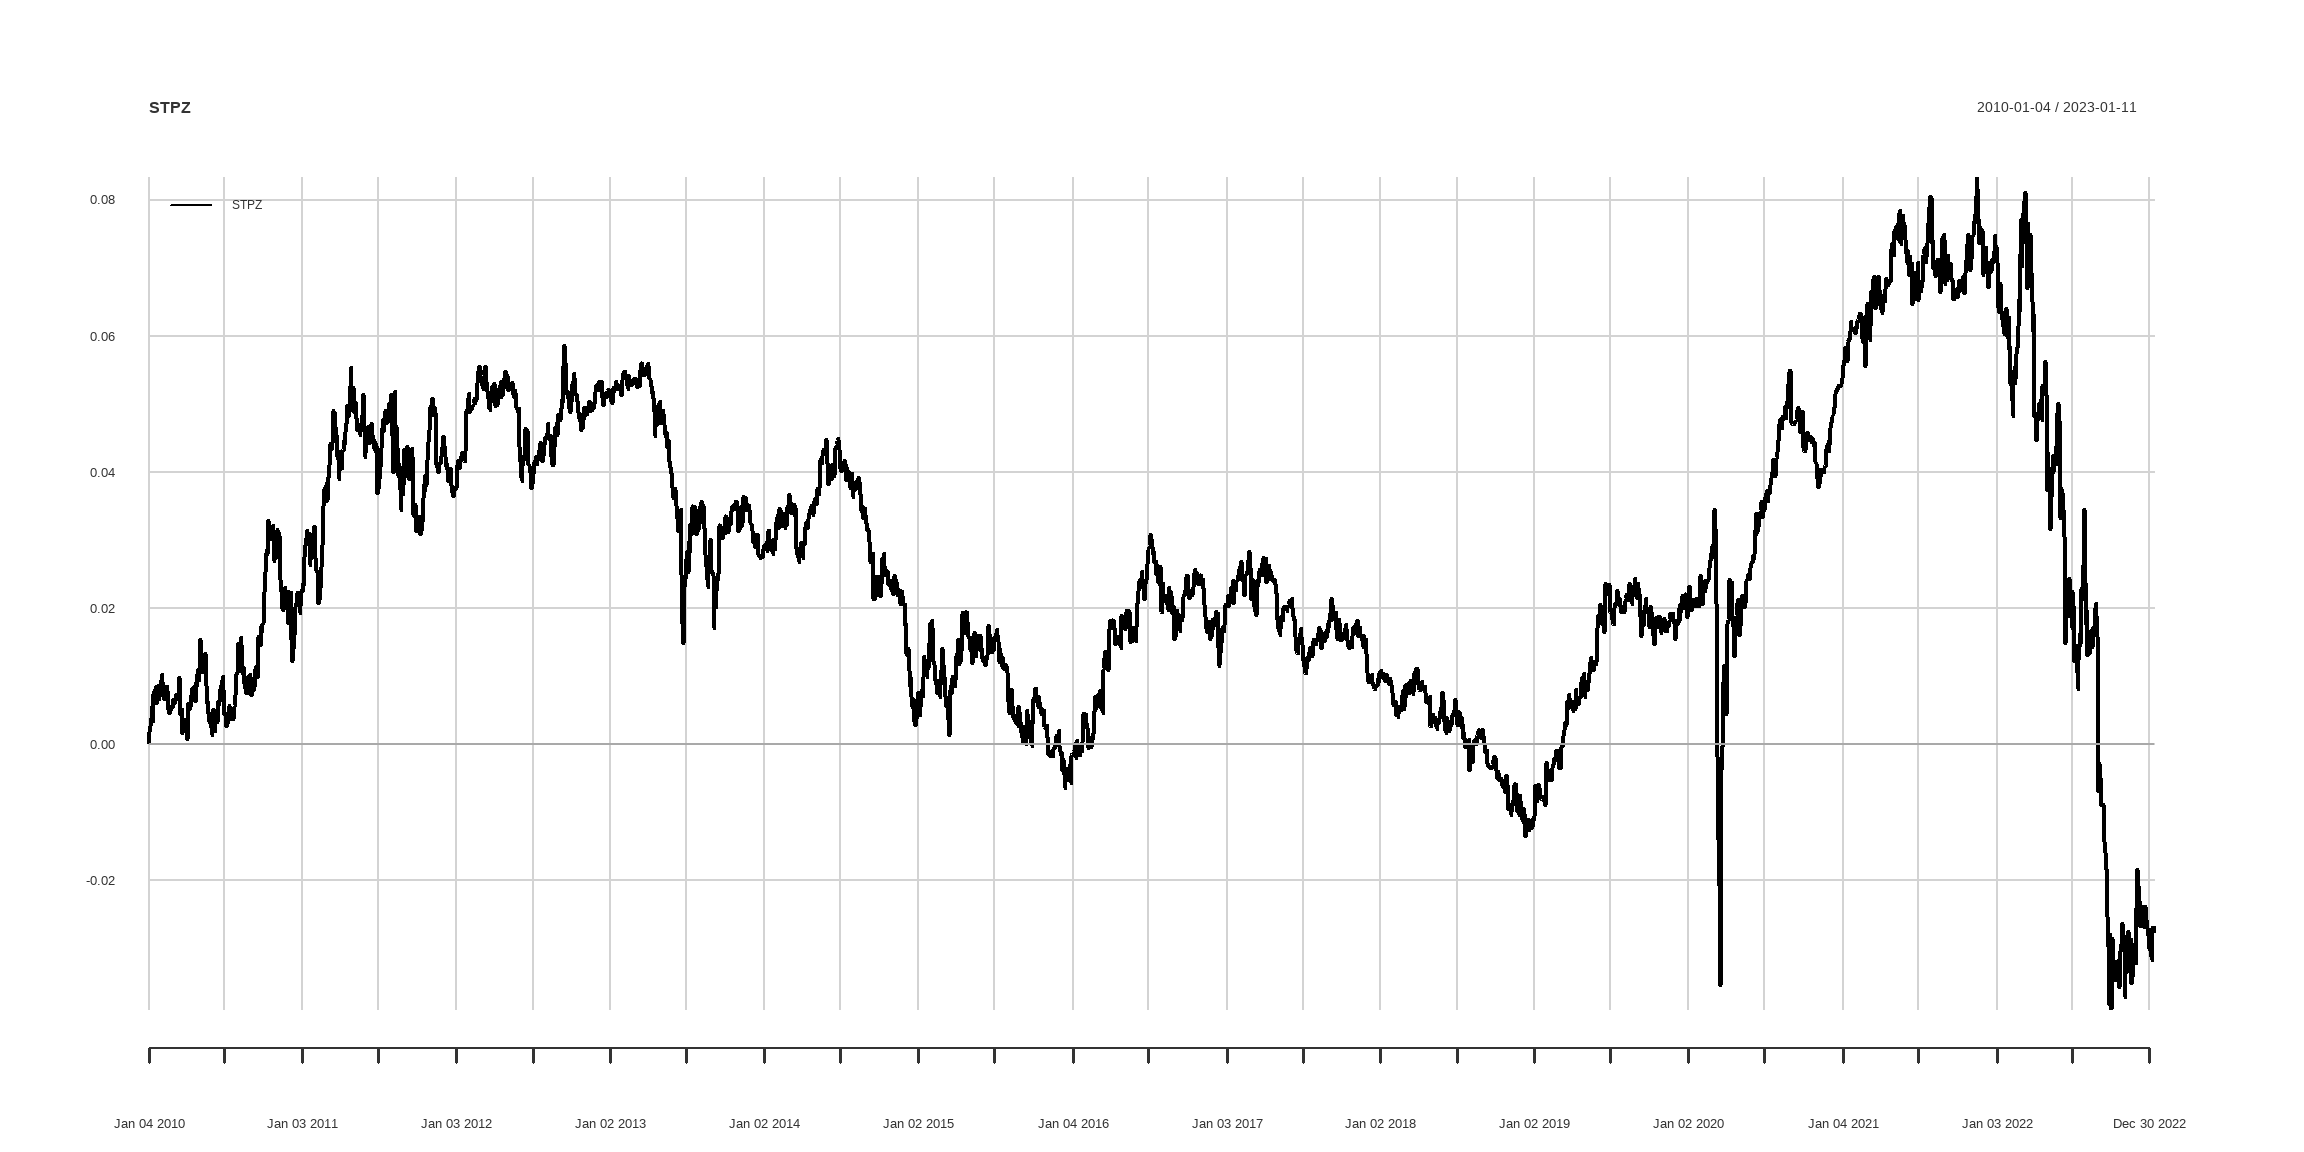 STPZ
2010-01-04 / 2023-01-11
0.08
STPZ
0.06
0.04
0.02
0.00
-0.02
Jan 04 2010
Jan 03 2011
Jan 03 2012
Jan 02 2013
Jan 02 2014
Jan 02 2015
Jan 04 2016
Jan 03 2017
Jan 02 2018
Jan 02 2019
Jan 02 2020
Jan 04 2021
Jan 03 2022
Dec 30 2022